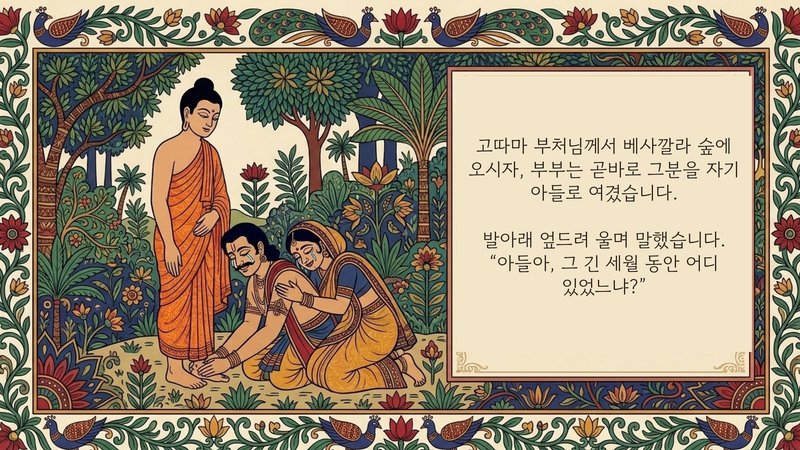 고따마 부처님께서 베사깔라 숲에
오시자, 부부는 곧바로 그분을 자기
아들로 여겼습니다.
발아래 엎드려 울며 말했습니다.
“아들아, 그 긴 세월 동안 어디
있었느냐?”